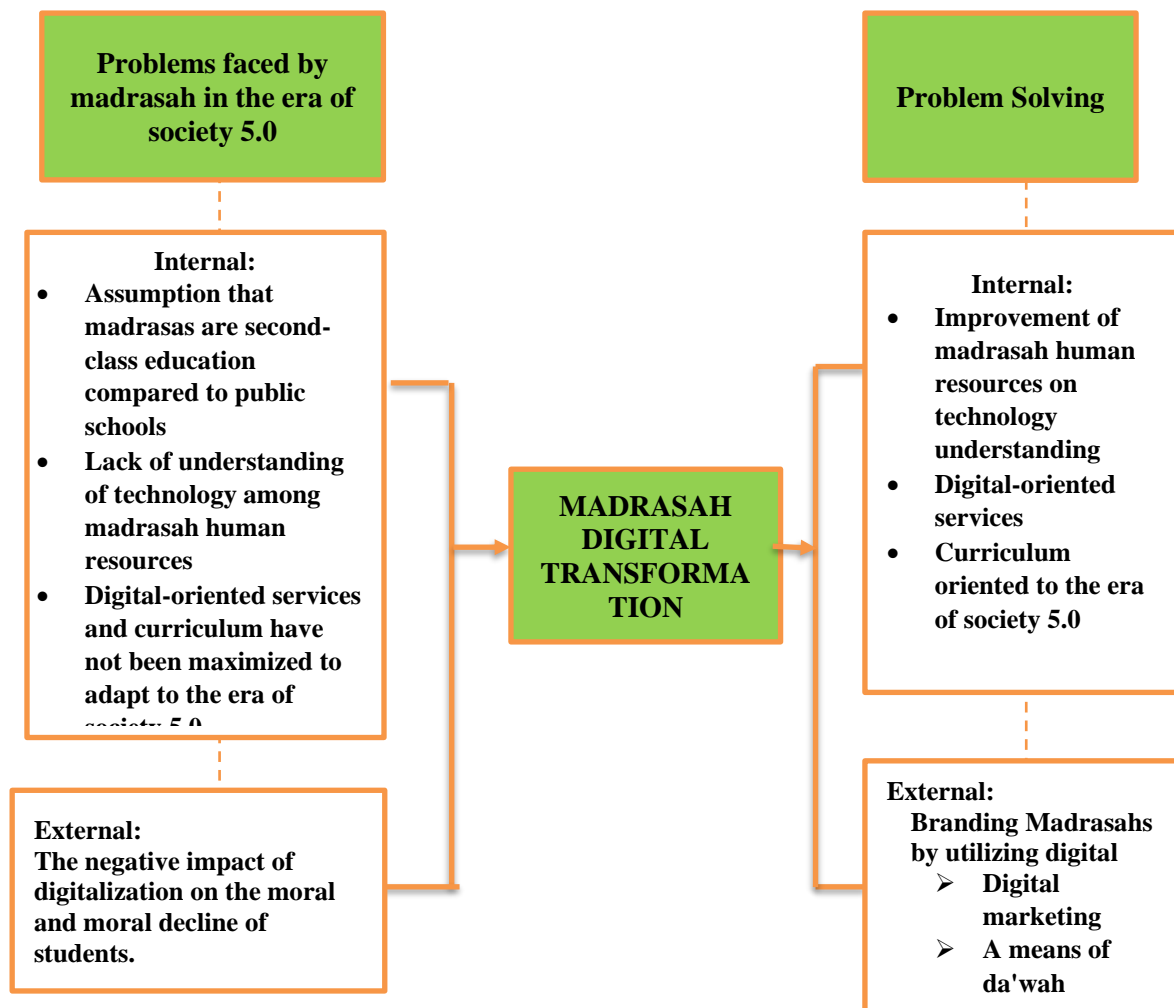 Problems faced by
madrasah in the era of
society 5.0
Internal:
• Assumption that
madrasas are second-
class education
compared to public
schools
• Lack of understanding
of technology among
madrasah human
resources
• Digital-oriented services
and curriculum have
not been maximized to
adapt to the era of
society 5.0
External:
The negative impact of
digitalization on the moral
and moral decline of
students.
MADRASAH
DIGITAL
TRANSFORMA
TION
Problem Solving
Internal:
• Improvement of
madrasah human
resources on
technology
understanding
• Digital-oriented
services
• Curriculum
oriented to the era
of society 5.0
External:
Branding Madrasahs
by utilizing digital
➢ Digital
marketing
➢ A means of
da'wah